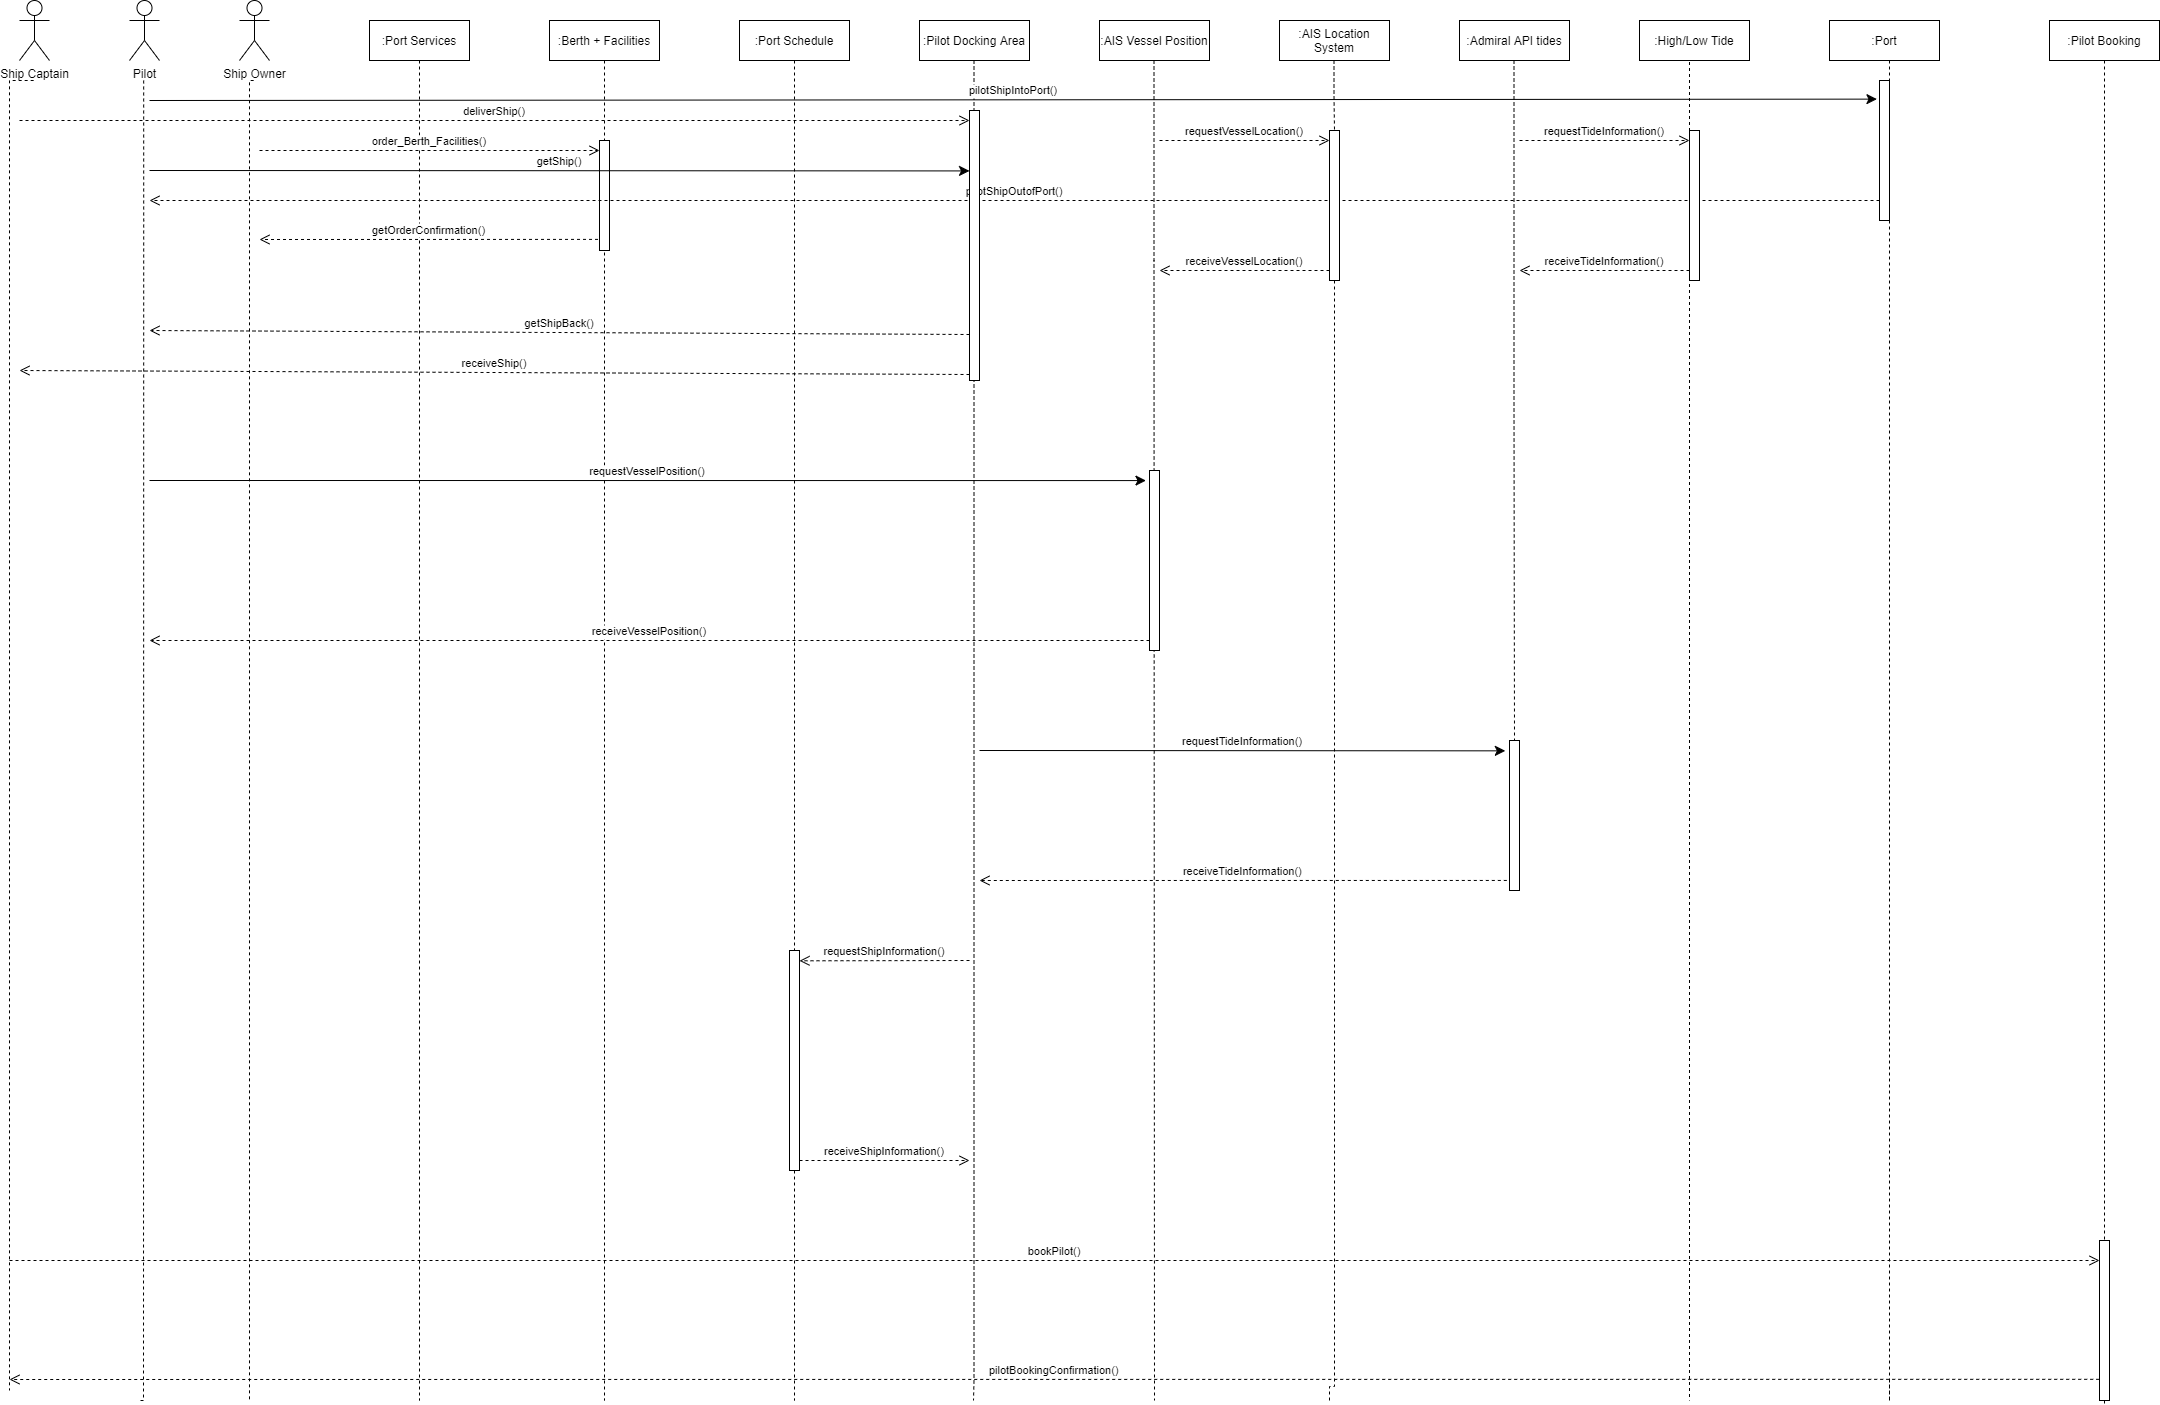 Ship Captain
Pilot
Ship Owner
:Port Services
:Berth + Facilities
:Port Schedule
:Pilot Docking Area
:AIS Vessel Position
:AIS Location
System
:Admiral API tides
:High/Low Tide
:Port
:Pilot Booking
pilotShipIntoPort()
deliverShip()
requestVesselLocation()
requestTideInformation()
order_Berth_Facilities()
getShip()
pilotShipOutofPort()
getOrderConfirmation()
receiveVesselLocation()
receiveTideInformation()
getShipBack()
receiveShip()
requestVesselPosition()
receiveVesselPosition()
requestTideInformation()
receiveTideInformation()
requestShipInformation()
receiveShipInformation()
bookPilot()
pilotBookingConfirmation()